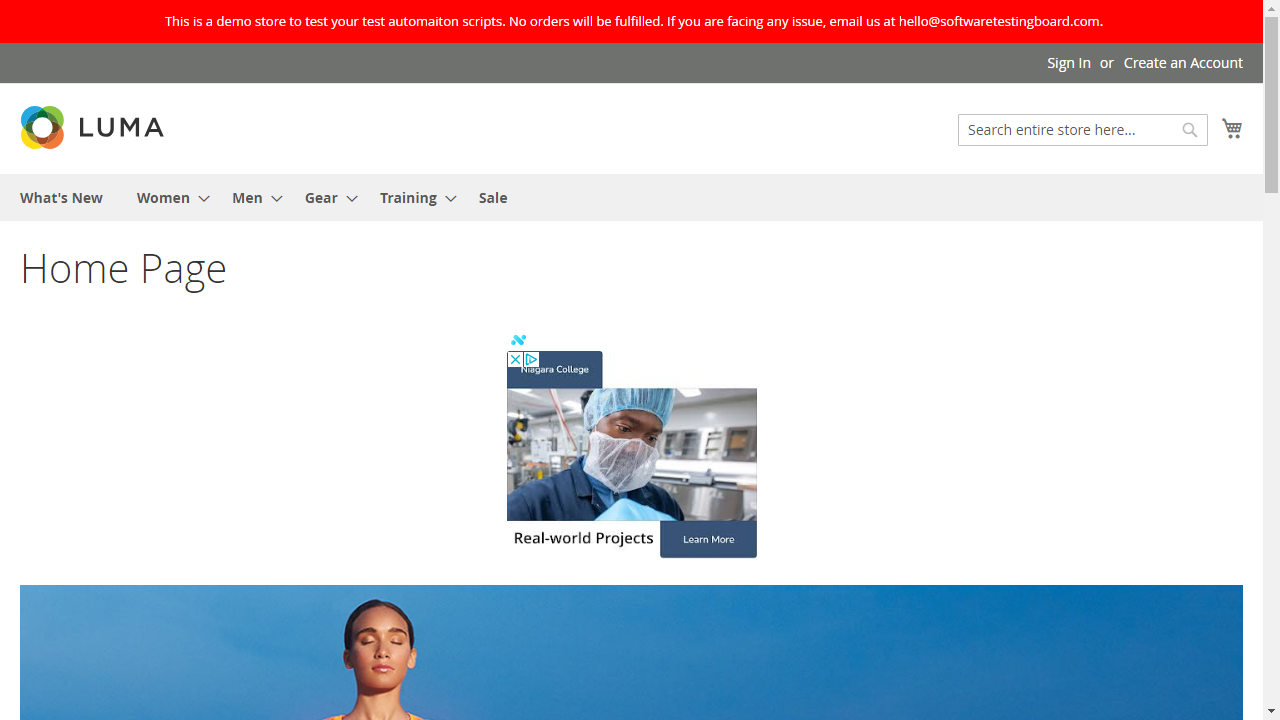 This is a demo store to test your test automaiton scripts. No orders will be fulfilled. If you are facing any issue, email us at hello@softwaretestingboard.com.
Sign In or Create an Account
LUMA
Search entire store here...
What's New Women Men Gear Training Sale
Home Page
Niagara College
Real-world Projects
Learn More